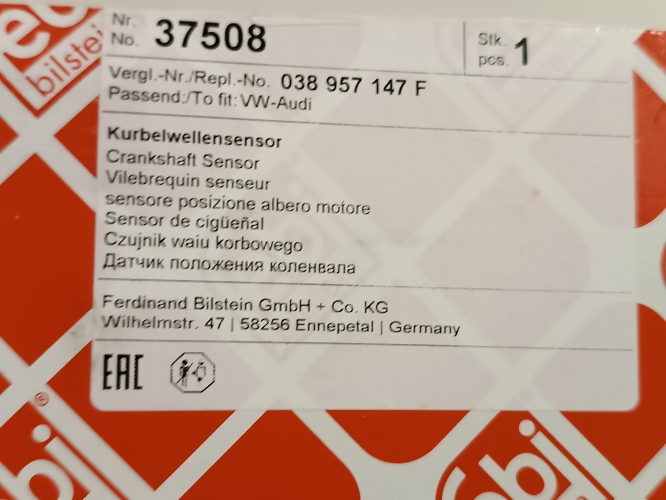 Nr.
No. 37508
Stk.
pcs. 1
Vergl.-Nr./Repl.-No. 038 957 147 F
Passend:/To fit: VW-Audi
Kurbelwellensensor
Crankshaft Sensor
Vilebrequin senseur
sensore posizione albero motore
Sensor de cigüeñal
Czujnik waiu korbowego
Датчик положения коленвала
Ferdinand Bilstein GmbH + Co. KG
Wilhelmstr. 47 | 58256 Ennepetal | Germany
EAC
bilstein
®